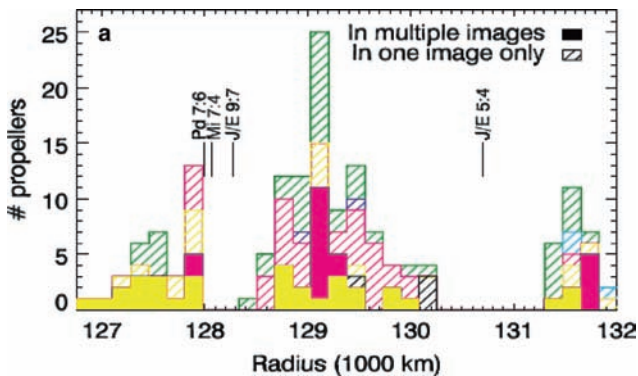 a
In multiple images
In one image only
25
20
15
10
5
0
# propellers
Pd 7:6
Mi 7:4
J/E 9:7
J/E 5:4
127 128 129 130 131 132
Radius (1000 km)